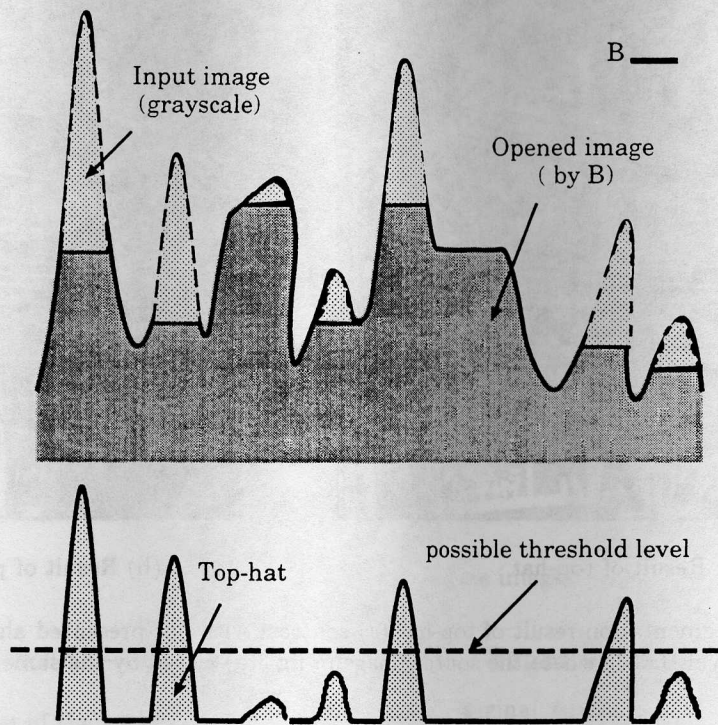 Input image
(grayscale)
B
Opened image
( by B)
possible threshold level
Top-hat